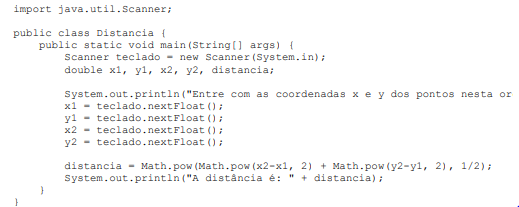 import java.util.Scanner;
public class Distancia {
public static void main(String[] args) {
Scanner teclado = new Scanner(System.in);
double x1, y1, x2, y2, distancia;
System.out.println("Entre com as coordenadas x e y dos pontos nesta or
x1 = teclado.nextFloat();
y1 = teclado.nextFloat();
x2 = teclado.nextFloat();
y2 = teclado.nextFloat();
distancia = Math.pow(Math.pow(x2-x1, 2) + Math.pow(y2-y1, 2), 1/2);
System.out.println("A distância é: " + distancia);
}
}